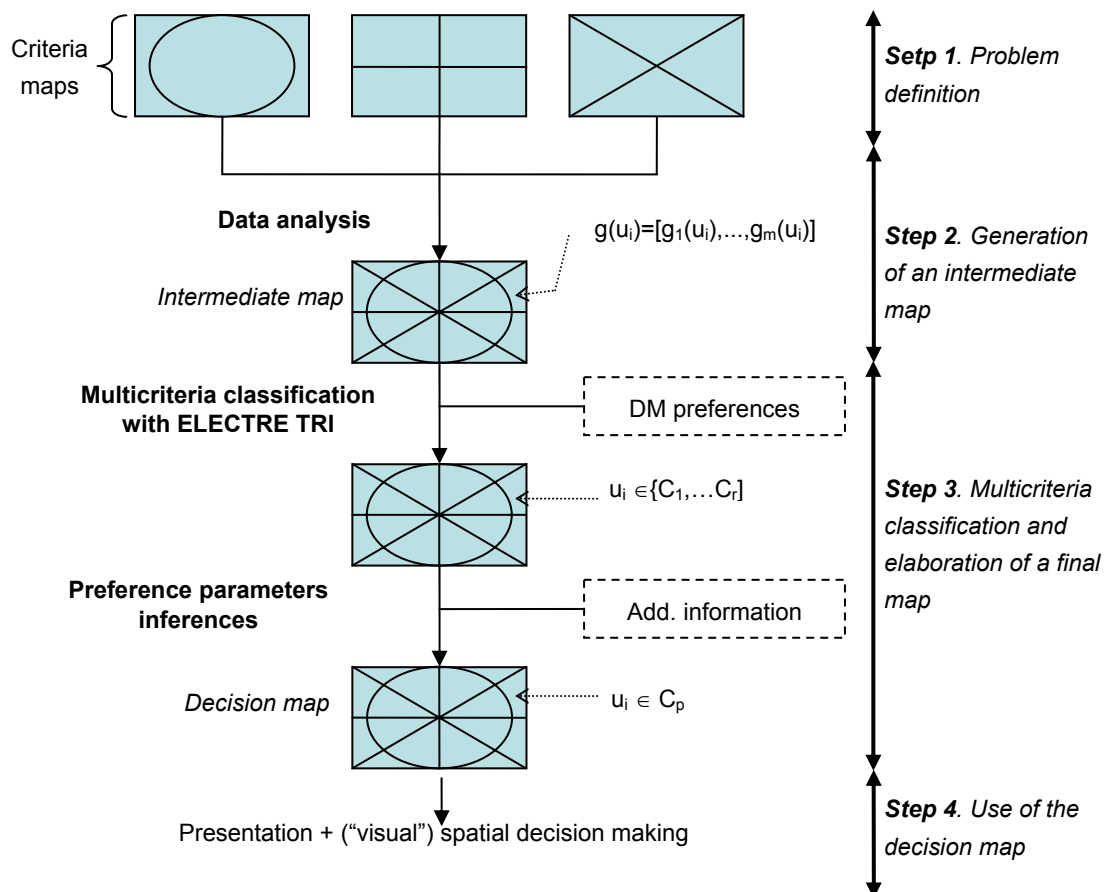 Criteria
maps
Setp 1. Problem
definition
Data analysis
g(uᵢ)=[g₁(uᵢ),...,gₘ(uᵢ)]
Step 2. Generation
of an intermediate
map
Intermediate map
Multicriteria classification
with ELECTRE TRI
DM preferences
uᵢ ∈{C₁,…Cᵣ]
Step 3. Multicriteria
classification and
elaboration of a final
map
Preference parameters
inferences
Add. information
Decision map
uᵢ ∈ Cₚ
Presentation + (“visual”) spatial decision making
Step 4. Use of the
decision map